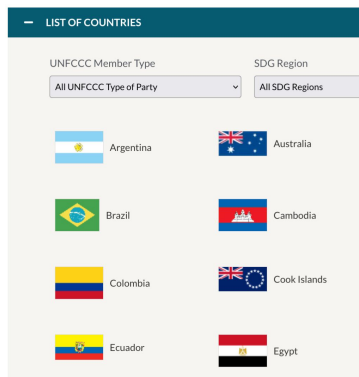 LIST OF COUNTRIES
UNFCCC Member Type SDG Region
All UNFCCC Type of Party All SDG Regions
Argentina Australia
Brazil Cambodia
Colombia Cook Islands
Ecuador Egypt